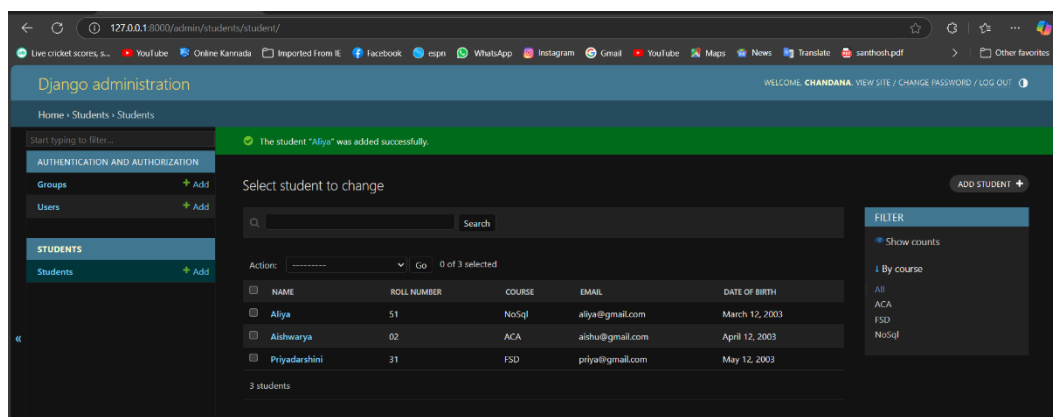 127.0.0.1:8000/admin/students/student/
Live cricket scores, s... YouTube Online Kannada Imported From IE Facebook espn WhatsApp Instagram Gmail YouTube Maps News Translate santhosh.pdf Other favorites
Django administration
WELCOME, CHANDANA. VIEW SITE / CHANGE PASSWORD / LOG OUT
Home › Students › Students
Start typing to filter...
AUTHENTICATION AND AUTHORIZATION
Groups + Add
Users + Add
STUDENTS
Students + Add
«
The student "Aliya" was added successfully.
Select student to change
ADD STUDENT +
Search
Action: --------- Go 0 of 3 selected
NAME ROLL NUMBER COURSE EMAIL DATE OF BIRTH
Aliya 51 NoSql aliya@gmail.com March 12, 2003
Aishwarya 02 ACA aishu@gmail.com April 12, 2003
Priyadarshini 31 FSD priya@gmail.com May 12, 2003
3 students
FILTER
Show counts
↓ By course
All
ACA
FSD
NoSql